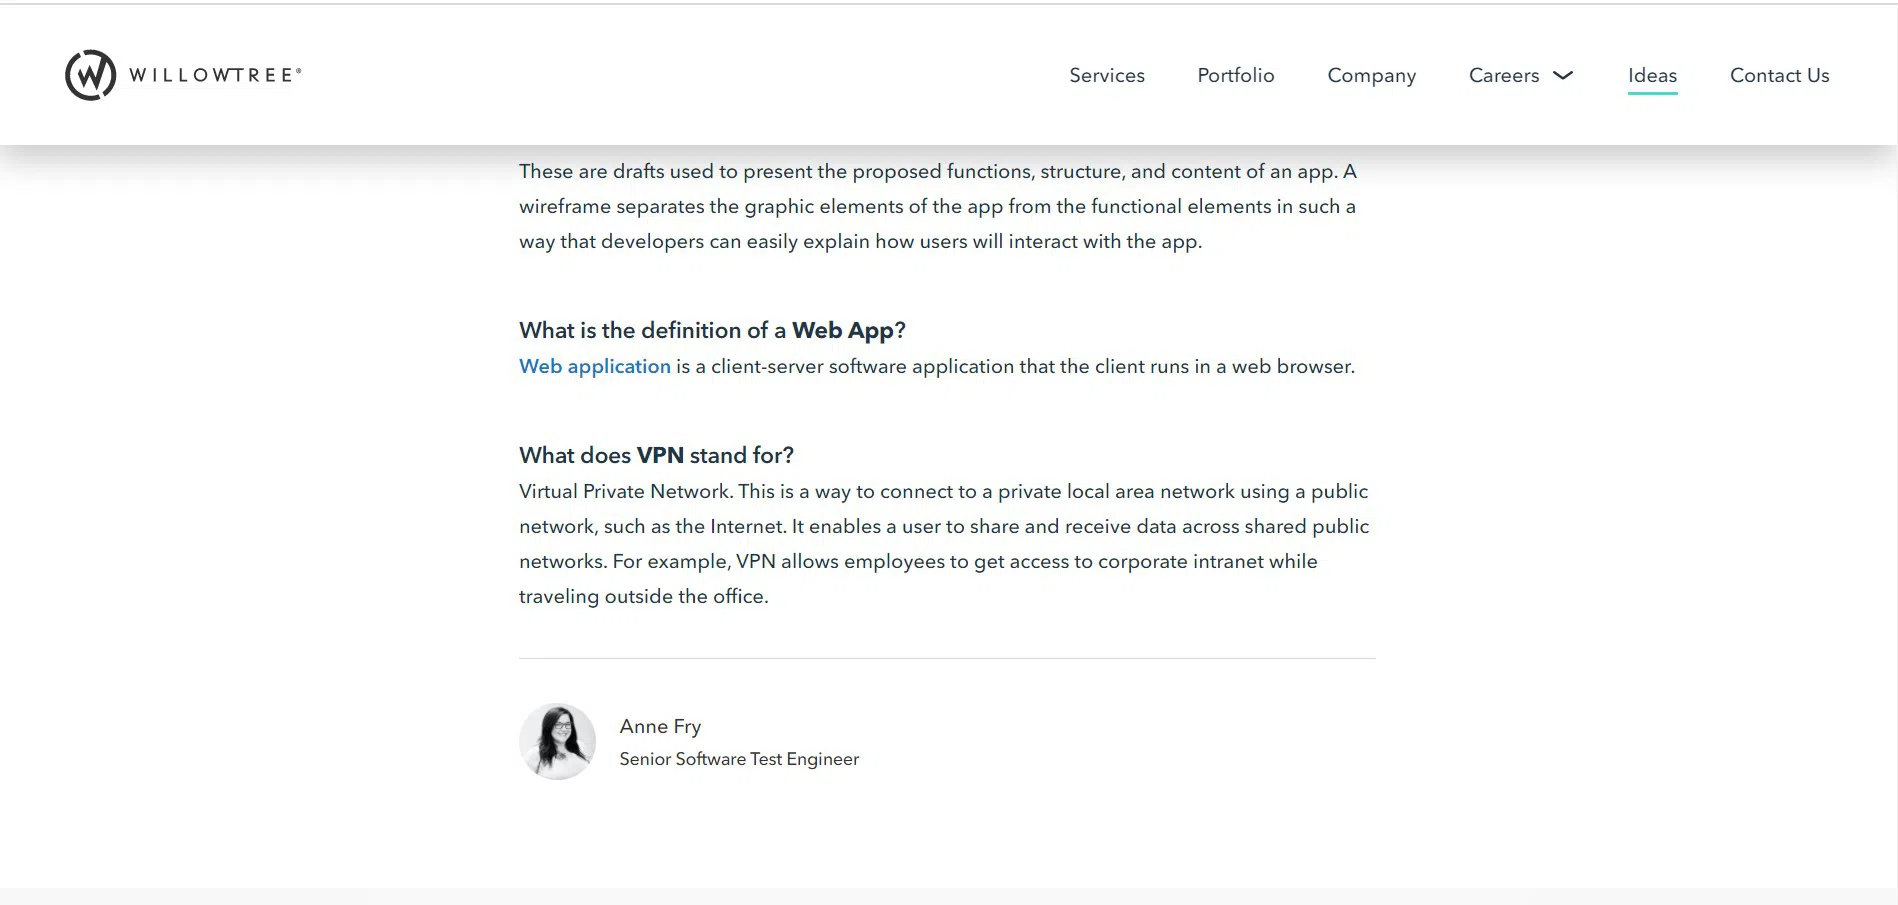 WILLOWTREE®
Services Portfolio Company Careers Ideas Contact Us
These are drafts used to present the proposed functions, structure, and content of an app. A
wireframe separates the graphic elements of the app from the functional elements in such a
way that developers can easily explain how users will interact with the app.
What is the definition of a Web App?
Web application is a client-server software application that the client runs in a web browser.
What does VPN stand for?
Virtual Private Network. This is a way to connect to a private local area network using a public
network, such as the Internet. It enables a user to share and receive data across shared public
networks. For example, VPN allows employees to get access to corporate intranet while
traveling outside the office.
Anne Fry
Senior Software Test Engineer